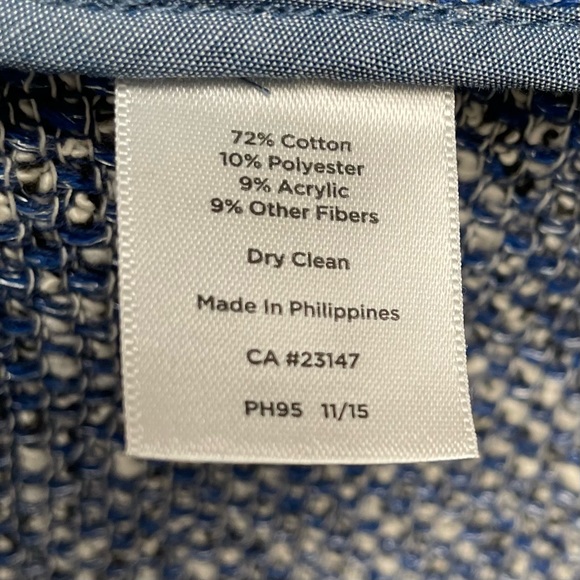 72% Cotton
10% Polyester
9% Acrylic
9% Other Fibers
Dry Clean
Made In Philippines
CA #23147
PH95 11/15